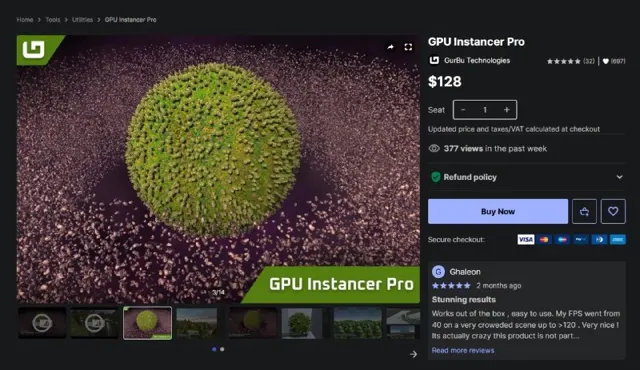 Home > Tools > Utilities > GPU Instancer Pro
GPU Instancer Pro
GurBu Technologies
(32) | (697)
$128
Seat - 1 +
Updated price and taxes/VAT calculated at checkout
377 views in the past week
Refund policy
Buy Now
Secure checkout: VISA
3/14
GPU Instancer Pro
G Ghaleon
2 months ago
Stunning results
Works out of the box , easy to use. My FPS went from
40 on a very croweded scene up to >120 . Very nice !
Its actualy crazy this product is not part...
Read more reviews